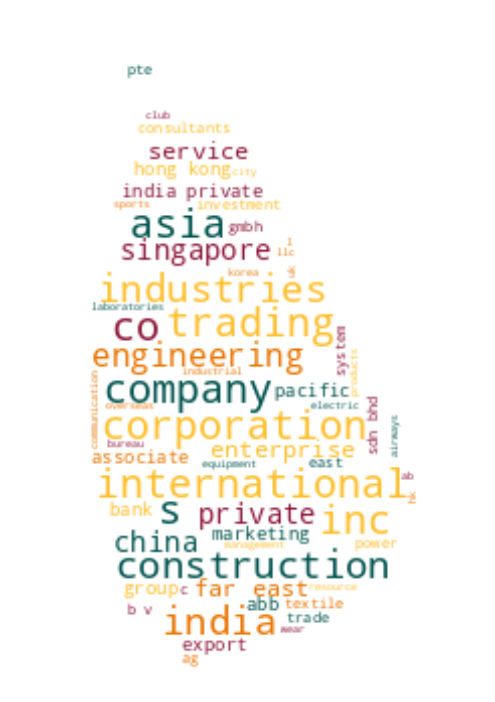 pte
club
consultants
service
hong kong city
india private
sports investment
asia gmbh
singapore l
llc
korea
industries
laboratories
co trading
system
engineering
products
industrial
communication
company pacific
overseas electric
corporation
sdn bhd
airways
bureau enterprise
associate equipment east
international ab
hk
bank s private inc
china marketing
management power
construction
group c far east resource
b v abb textile
india trade
wear
export
ag